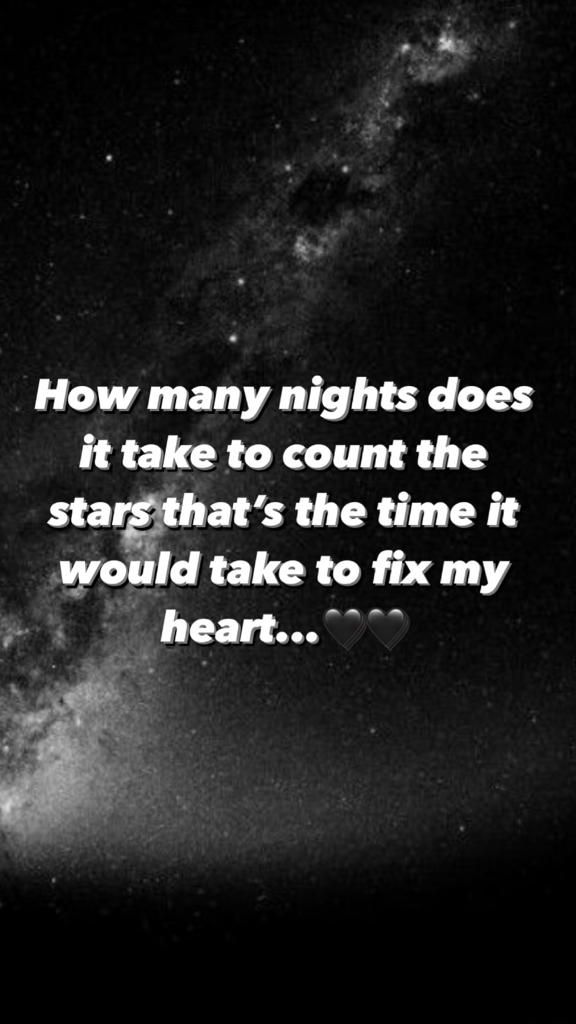 How many nights does
it take to count the
stars that’s the time it
would take to fix my
heart...🖤🖤